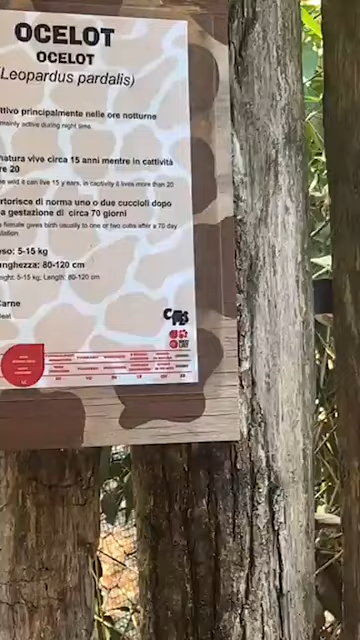 OCELOT
OCELOT
(Leopardus pardalis)
ttivo principalmente nelle ore notturne
mainly active during night time
natura vive circa 15 anni mentre in cattività
re 20
wild it can live 15 years, in captivity it lives more than 20
rtorisce di norma uno o due cuccioli dopo
a gestazione di circa 70 giorni
female gives birth usually to one or two cubs after a 70 day
eso: 5-15 kg
nghezza: 80-120 cm
ight: 5-15 kg; Length: 80-120 cm
Carne
eat